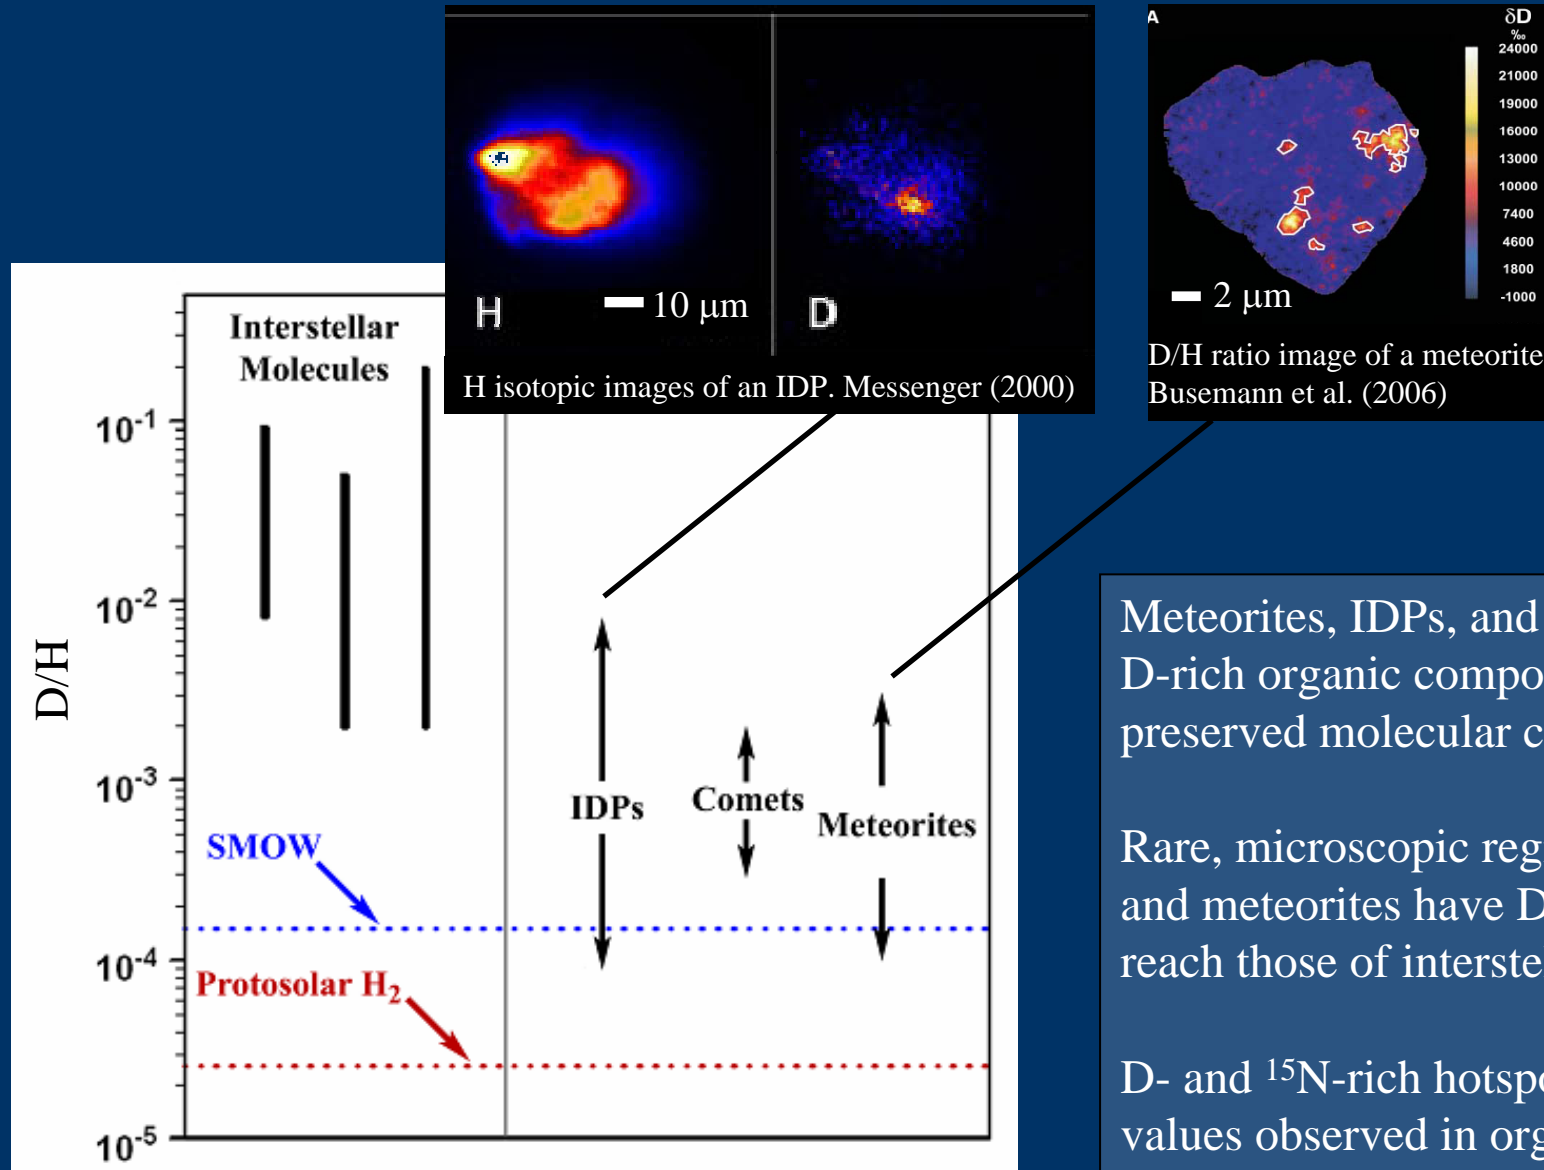 A
δD
‰
24000
21000
19000
16000
13000
10000
7400
4600
1800
-1000
H
10 μm
D
2 μm
H isotopic images of an IDP. Messenger (2000)
D/H ratio image of a meteorite
Busemann et al. (2006)
Interstellar
Molecules
10-1
10-2
10-3
10-4
10-5
D/H
IDPs
Comets
Meteorites
SMOW
Protosolar H2
Meteorites, IDPs, and
D-rich organic compo
preserved molecular c
Rare, microscopic reg
and meteorites have D
reach those of interste
D- and 15N-rich hotspo
values observed in org